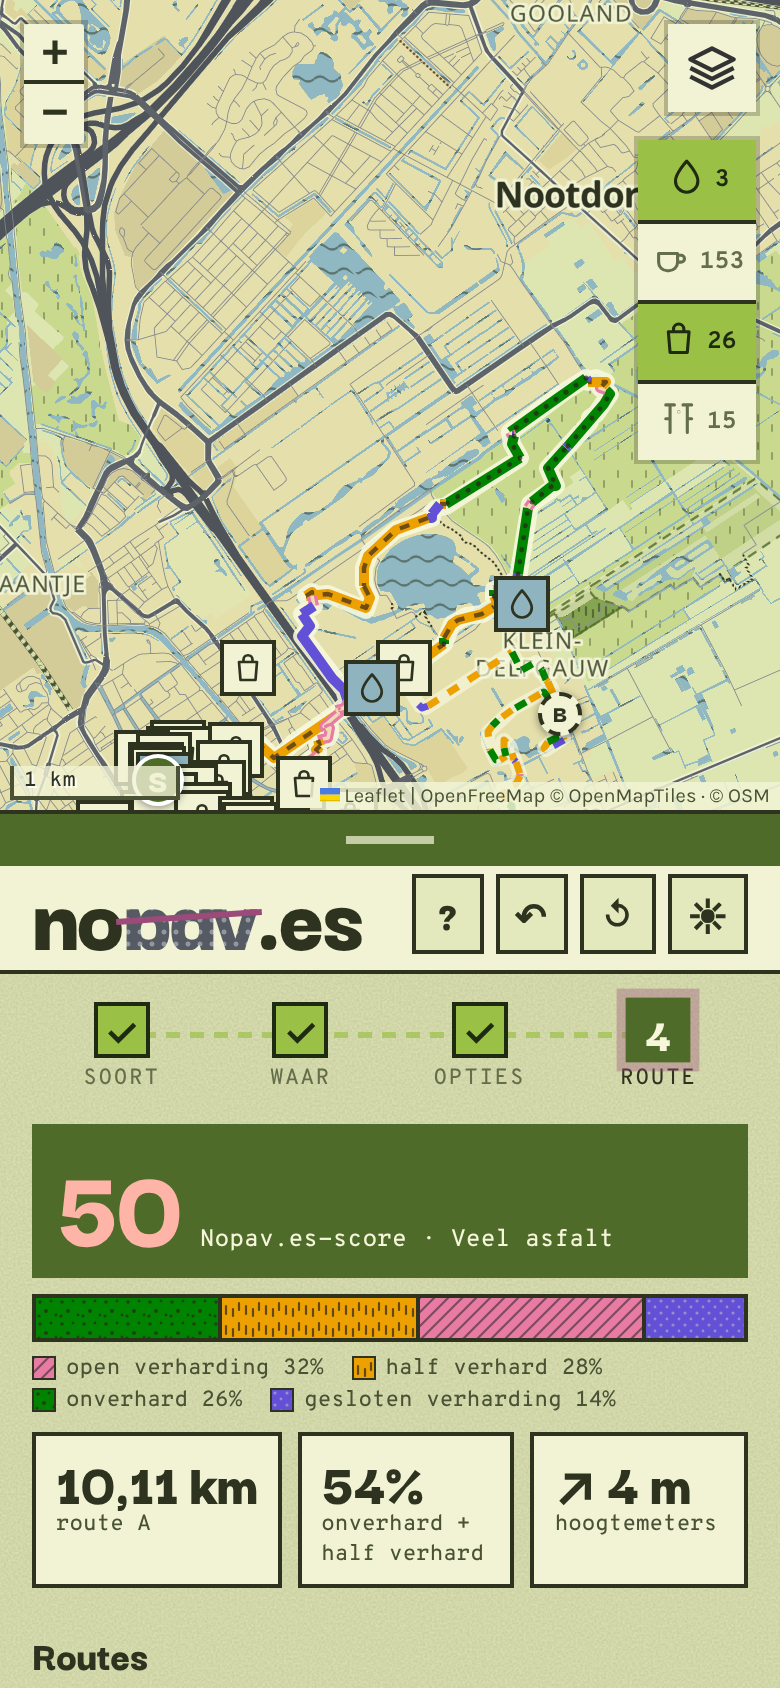 GOOLAND
+
−
3
Nootdor
153
26
15
AANTJE
KLEIN-
DELFGAUW
B
S
1 km
Leaflet | OpenFreeMap © OpenMapTiles · © OSM
nopav.es
?
4
SOORT
WAAR
OPTIES
ROUTE
50
Nopav.es-score · Veel asfalt
open verharding 32%
half verhard 28%
onverhard 26%
gesloten verharding 14%
10,11 km
route A
54%
onverhard +
half verhard
↗ 4 m
hoogtemeters
Routes